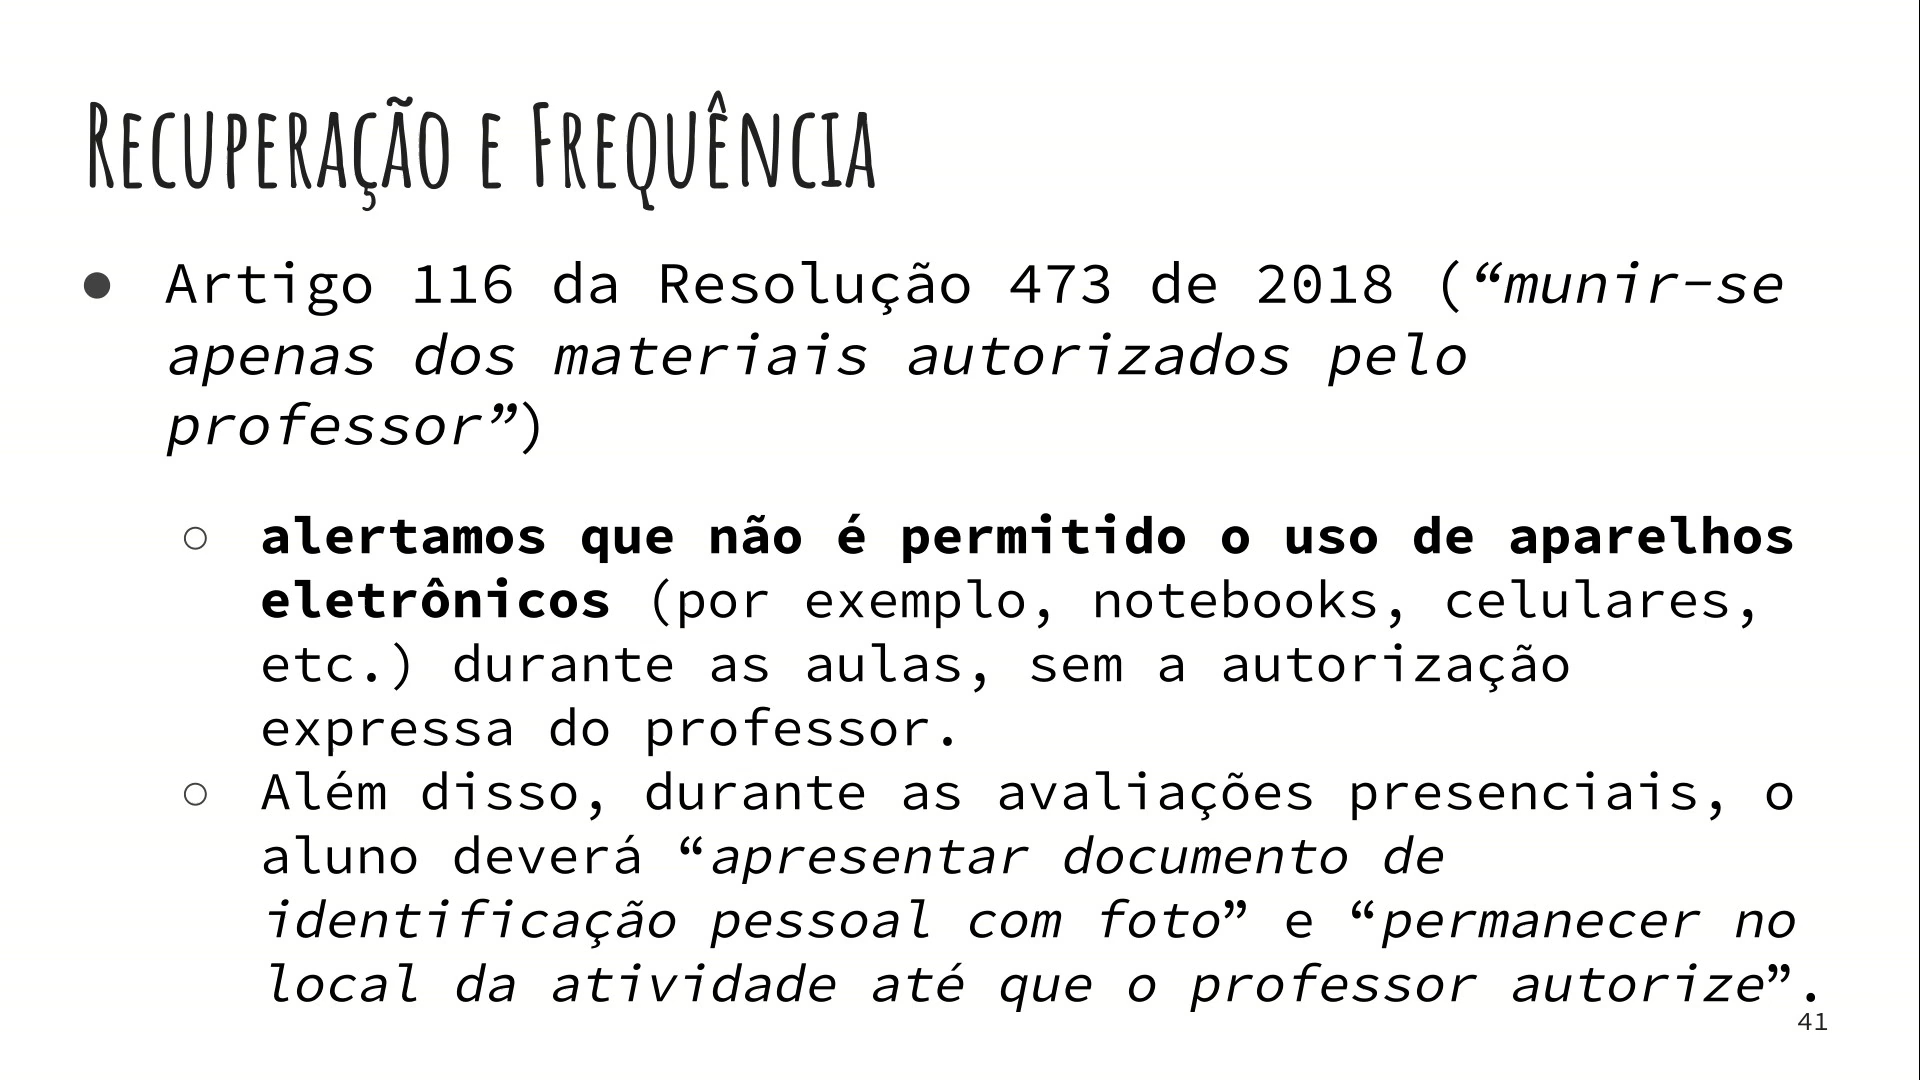 Recuperação e Frequência
● Artigo 116 da Resolução 473 de 2018 (“munir-se
apenas dos materiais autorizados pelo
professor”)
○ alertamos que não é permitido o uso de aparelhos
eletrônicos (por exemplo, notebooks, celulares,
etc.) durante as aulas, sem a autorização
expressa do professor.
○ Além disso, durante as avaliações presenciais, o
aluno deverá “apresentar documento de
identificação pessoal com foto” e “permanecer no
local da atividade até que o professor autorize”.
41